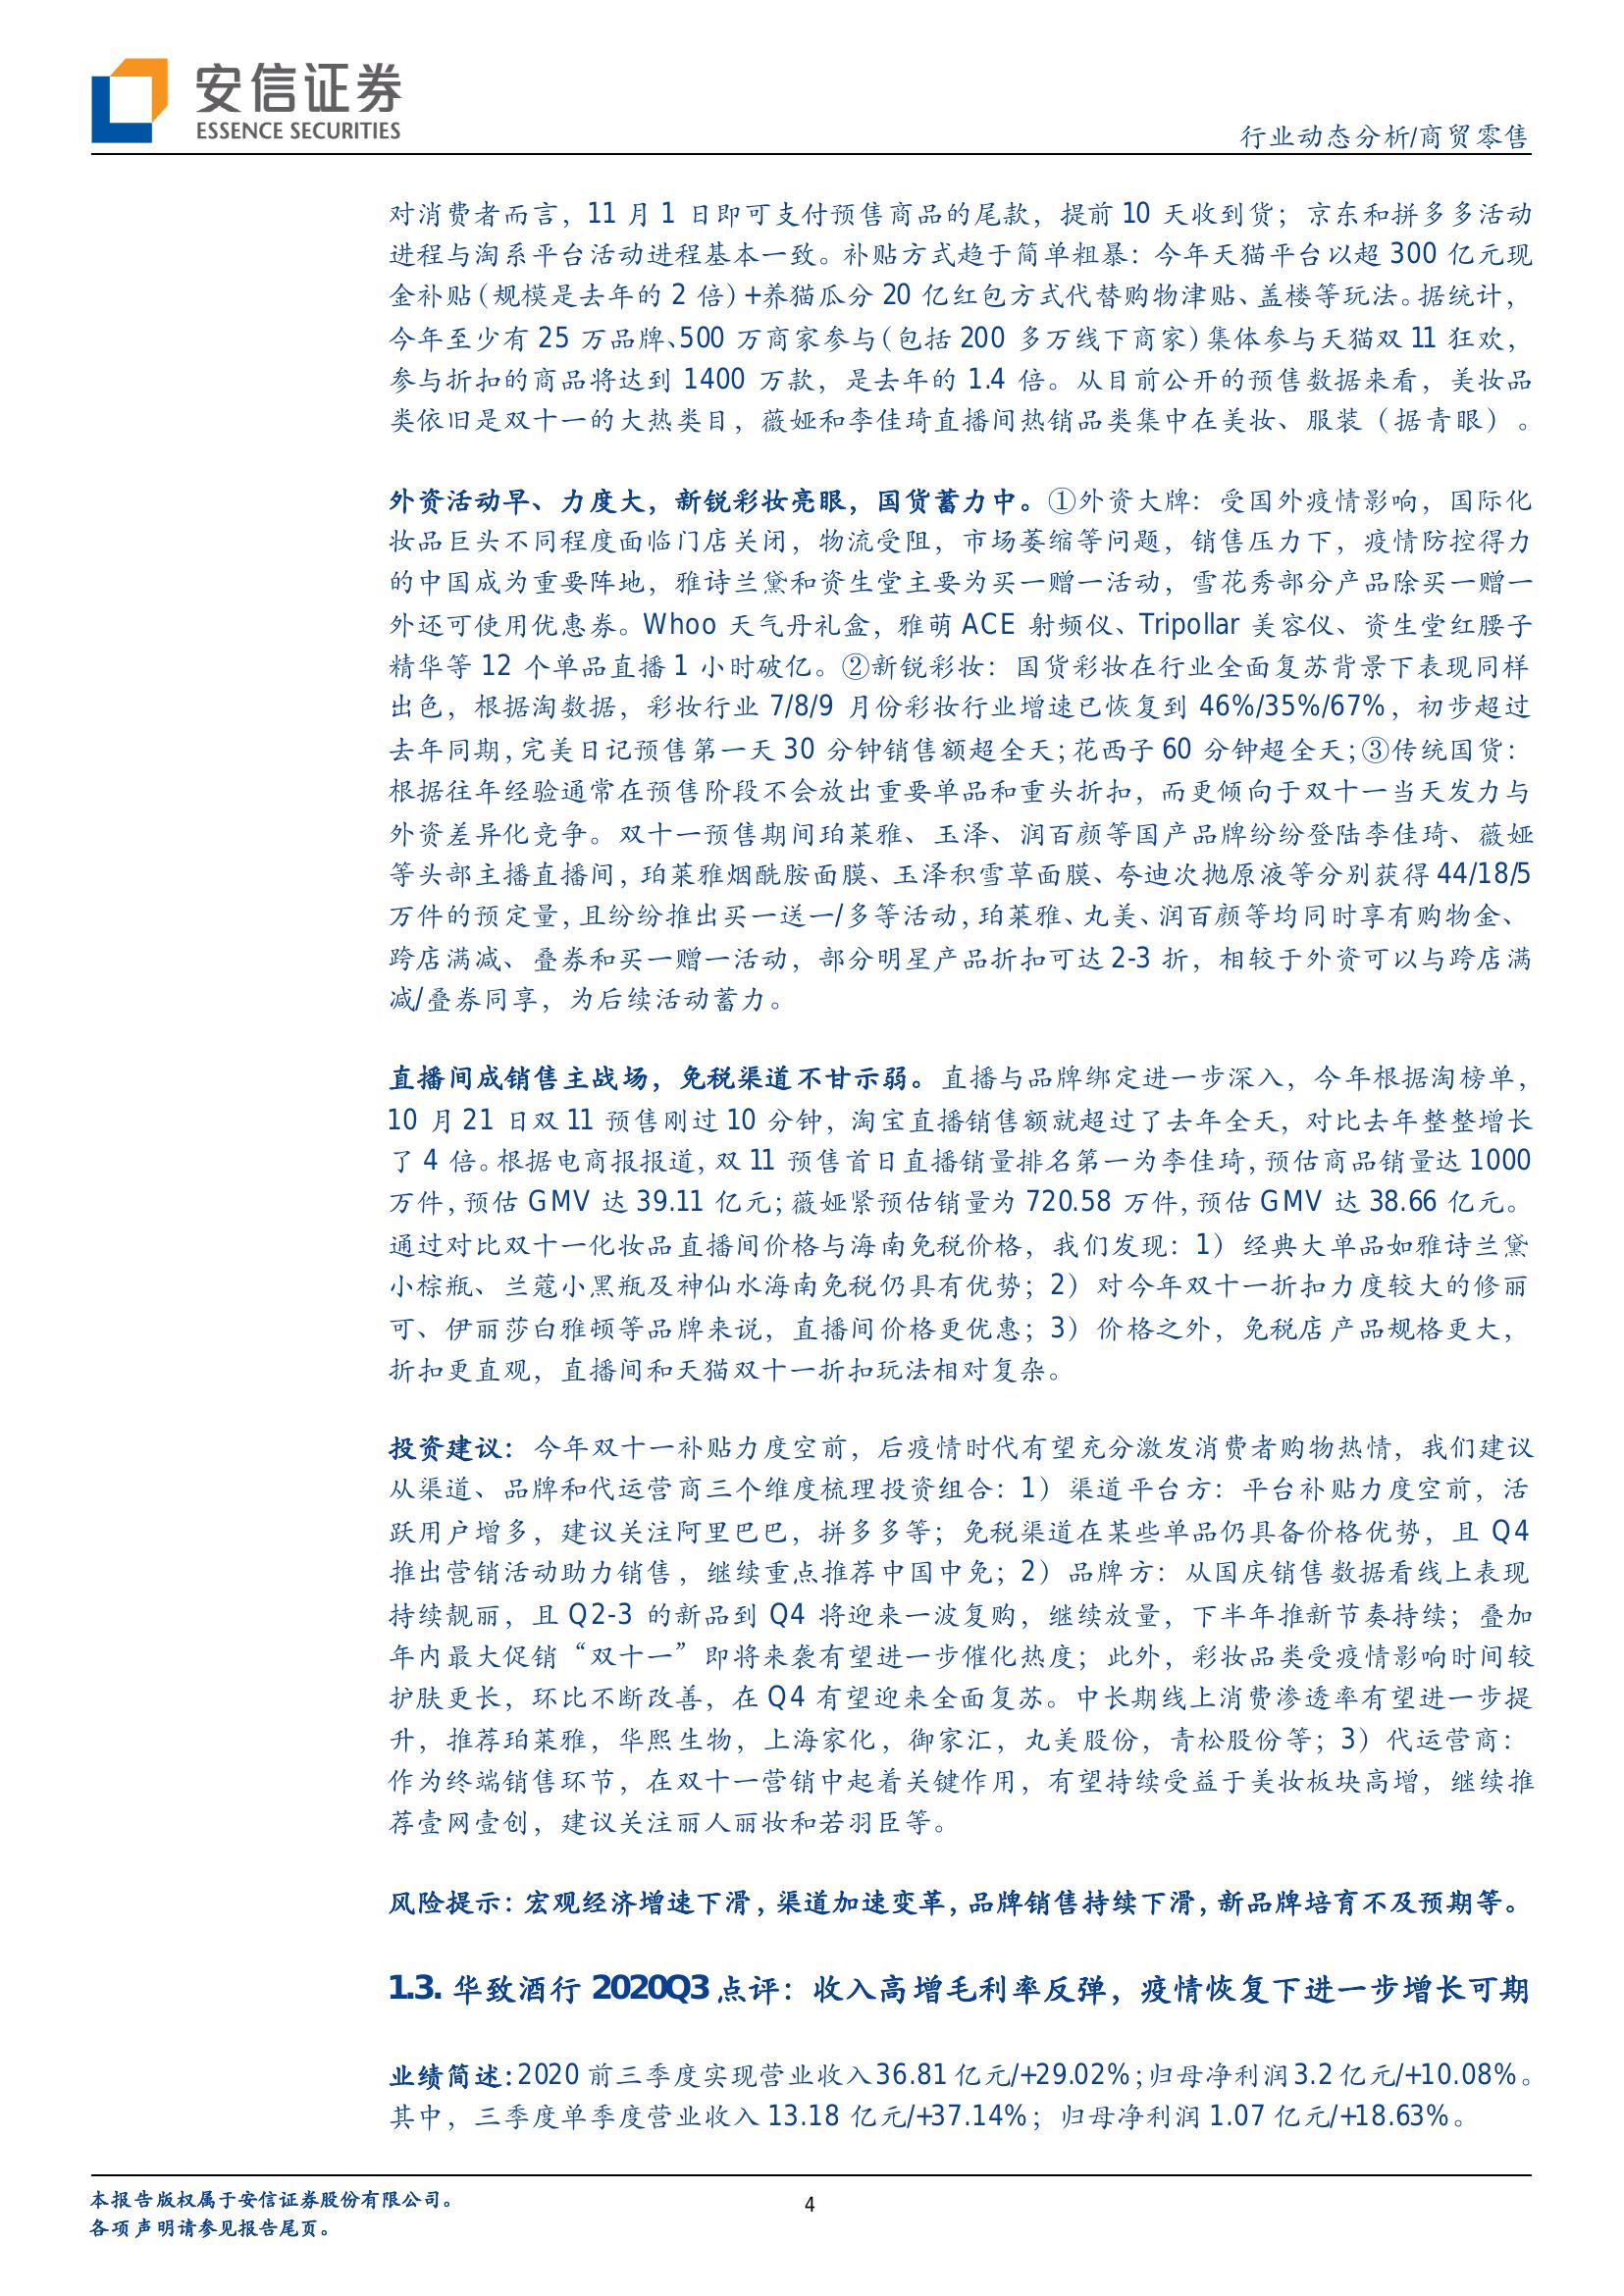 安信证券
ESSENCE SECURITIES
行业动态分析/商贸零售
对消费者而言，11 月 1 日即可支付预售商品的尾款，提前 10 天收到货；京东和拼多多活动
进程与淘系平台活动进程基本一致。补贴方式趋于简单粗暴：今年天猫平台以超 300 亿元现
金补贴（规模是去年的 2 倍）+养猫瓜分 20 亿红包方式代替购物津贴、盖楼等玩法。据统计，
今年至少有 25 万品牌、500 万商家参与（包括 200 多万线下商家）集体参与天猫双 11 狂欢，
参与折扣的商品将达到 1400 万款，是去年的 1.4 倍。从目前公开的预售数据来看，美妆品
类依旧是双十一的大热类目，薇娅和李佳琦直播间热销品类集中在美妆、服装（据青眼）。
外资活动早、力度大，新锐彩妆亮眼，国货蓄力中。①外资大牌：受国外疫情影响，国际化
妆品巨头不同程度面临门店关闭，物流受阻，市场萎缩等问题，销售压力下，疫情防控得力
的中国成为重要阵地，雅诗兰黛和资生堂主要为买一赠一活动，雪花秀部分产品除买一赠一
外还可使用优惠券。Whoo 天气丹礼盒，雅萌 ACE 射频仪、Tripollar 美容仪、资生堂红腰子
精华等 12 个单品直播 1 小时破亿。②新锐彩妆：国货彩妆在行业全面复苏背景下表现同样
出色，根据淘数据，彩妆行业 7/8/9 月份彩妆行业增速已恢复到 46%/35%/67%，初步超过
去年同期，完美日记预售第一天 30 分钟销售额超全天；花西子 60 分钟超全天；③传统国货：
根据往年经验通常在预售阶段不会放出重要单品和重头折扣，而更倾向于双十一当天发力与
外资差异化竞争。双十一预售期间珀莱雅、玉泽、润百颜等国产品牌纷纷登陆李佳琦、薇娅
等头部主播直播间，珀莱雅烟酰胺面膜、玉泽积雪草面膜、夸迪次抛原液等分别获得 44/18/5
万件的预定量，且纷纷推出买一送一/多等活动，珀莱雅、丸美、润百颜等均同时享有购物金、
跨店满减、叠券和买一赠一活动，部分明星产品折扣可达 2-3 折，相较于外资可以与跨店满
减/叠券同享，为后续活动蓄力。
直播间成销售主战场，免税渠道不甘示弱。直播与品牌绑定进一步深入，今年根据淘榜单，
10 月 21 日双 11 预售刚过 10 分钟，淘宝直播销售额就超过了去年全天，对比去年整整增长
了 4 倍。根据电商报报道，双 11 预售首日直播销量排名第一为李佳琦，预估商品销量达 1000
万件，预估 GMV 达 39.11 亿元；薇娅紧预估销量为 720.58 万件，预估 GMV 达 38.66 亿元。
通过对比双十一化妆品直播间价格与海南免税价格，我们发现：1）经典大单品如雅诗兰黛
小棕瓶、兰蔻小黑瓶及神仙水海南免税仍具有优势；2）对今年双十一折扣力度较大的修丽
可、伊丽莎白雅顿等品牌来说，直播间价格更优惠；3）价格之外，免税店产品规格更大，
折扣更直观，直播间和天猫双十一折扣玩法相对复杂。
投资建议：今年双十一补贴力度空前，后疫情时代有望充分激发消费者购物热情，我们建议
从渠道、品牌和代运营商三个维度梳理投资组合：1）渠道平台方：平台补贴力度空前，活
跃用户增多，建议关注阿里巴巴，拼多多等；免税渠道在某些单品仍具备价格优势，且 Q4
推出营销活动助力销售，继续重点推荐中国中免；2）品牌方：从国庆销售数据看线上表现
持续靓丽，且 Q2-3 的新品到 Q4 将迎来一波复购，继续放量，下半年推新节奏持续；叠加
年内最大促销“双十一”即将来袭有望进一步催化热度；此外，彩妆品类受疫情影响时间较
护肤更长，环比不断改善，在 Q4 有望迎来全面复苏。中长期线上消费渗透率有望进一步提
升，推荐珀莱雅，华熙生物，上海家化，御家汇，丸美股份，青松股份等；3）代运营商：
作为终端销售环节，在双十一营销中起着关键作用，有望持续受益于美妆板块高增，继续推
荐壹网壹创，建议关注丽人丽妆和若羽臣等。
风险提示：宏观经济增速下滑，渠道加速变革，品牌销售持续下滑，新品牌培育不及预期等。
1.3. 华致酒行 2020Q3 点评：收入高增毛利率反弹，疫情恢复下进一步增长可期
业绩简述：2020 前三季度实现营业收入 36.81 亿元/+29.02%；归母净利润 3.2 亿元/+10.08%。
其中，三季度单季度营业收入 13.18 亿元/+37.14%；归母净利润 1.07 亿元/+18.63%。
本报告版权属于安信证券股份有限公司。
4
各项声明请参见报告尾页。